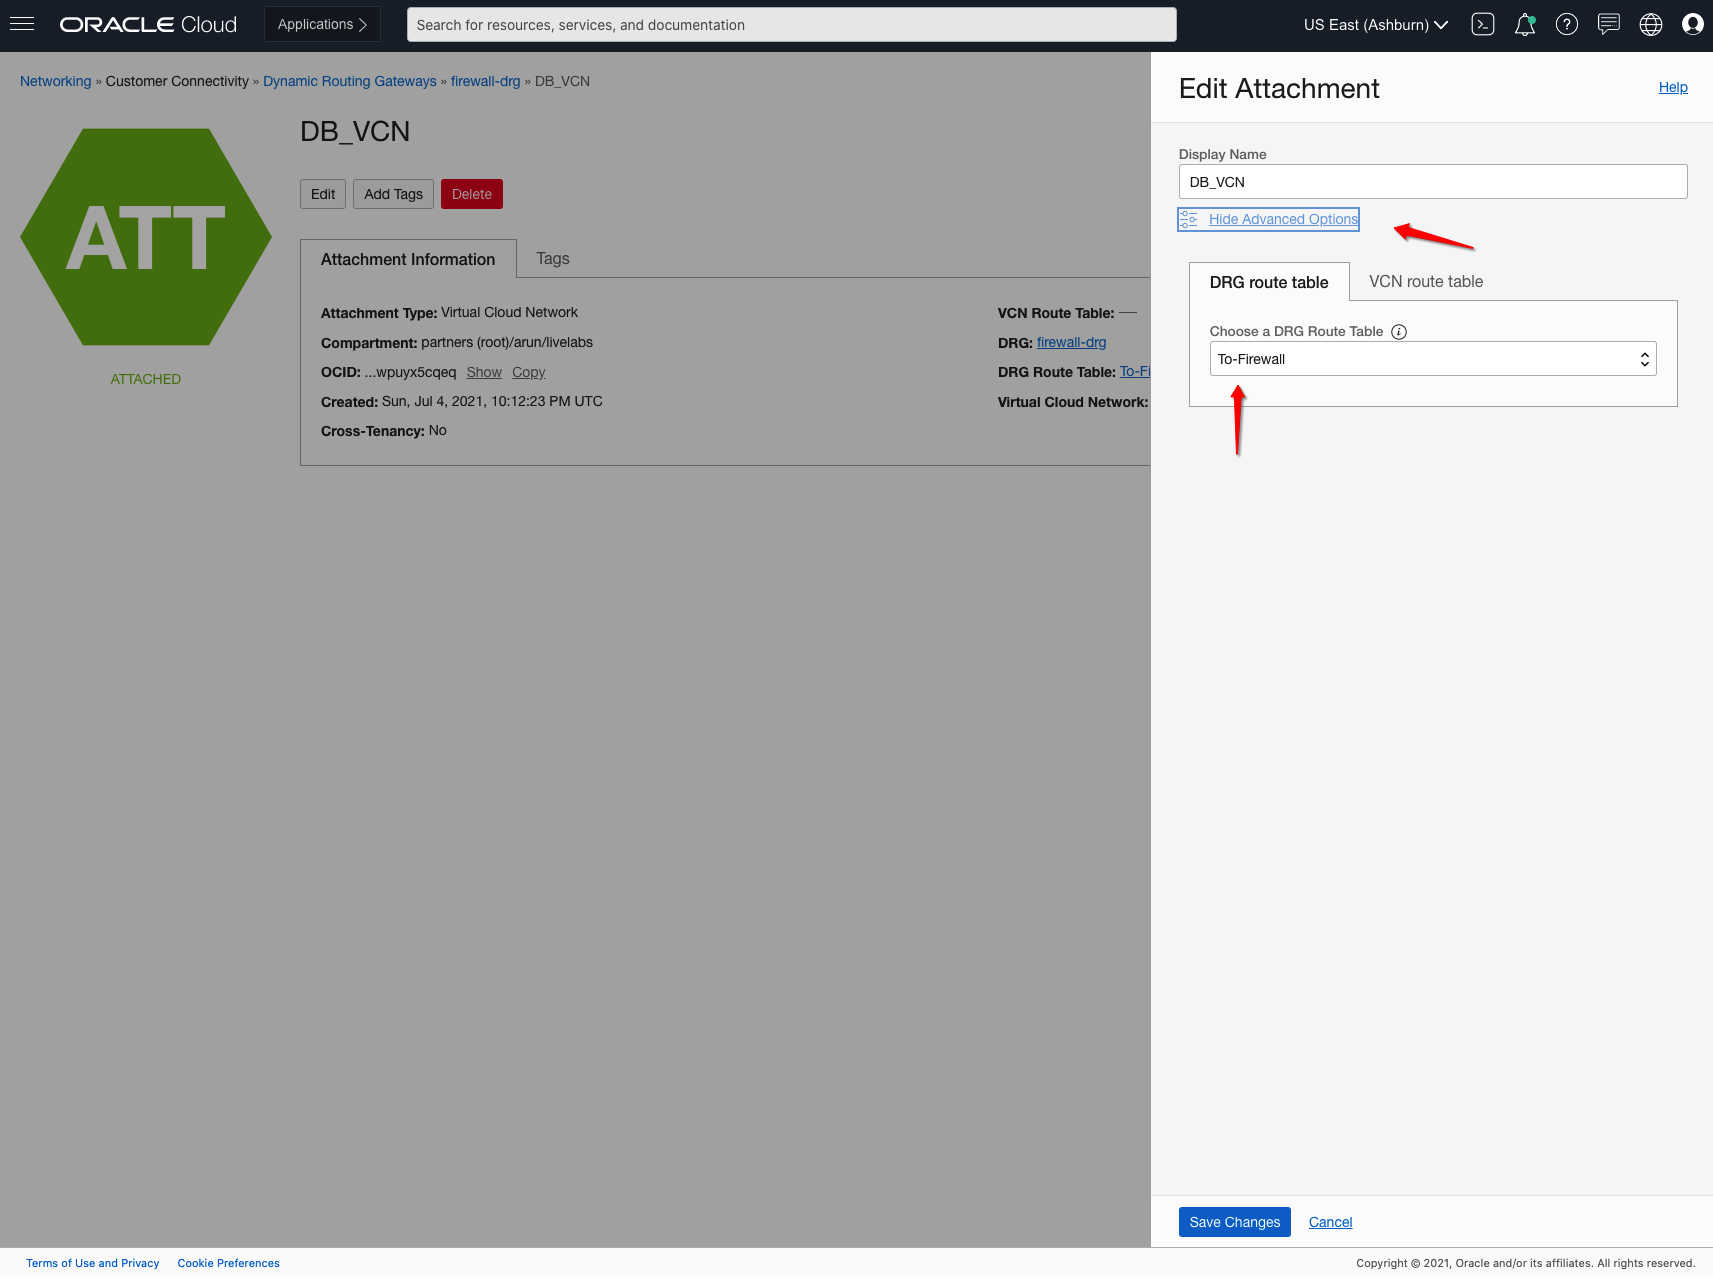 ORACLE Cloud
Applications
Search for resources, services, and documentation
US East (Ashburn)
Networking » Customer Connectivity » Dynamic Routing Gateways » firewall-drg » DB_VCN
ATT
ATTACHED
DB_VCN
Edit
Add Tags
Delete
Attachment Information
Tags
Attachment Type: Virtual Cloud Network
Compartment: partners (root)/arun/livelabs
OCID: ...wpuyx5cqeq Show Copy
Created: Sun, Jul 4, 2021, 10:12:23 PM UTC
Cross-Tenancy: No
VCN Route Table: —
DRG: firewall-drg
DRG Route Table: To-Fi
Virtual Cloud Network:
Edit Attachment
Help
Display Name
DB_VCN
Hide Advanced Options
DRG route table
VCN route table
Choose a DRG Route Table
To-Firewall
Save Changes
Cancel
Terms of Use and Privacy
Cookie Preferences
Copyright © 2021, Oracle and/or its affiliates. All rights reserved.